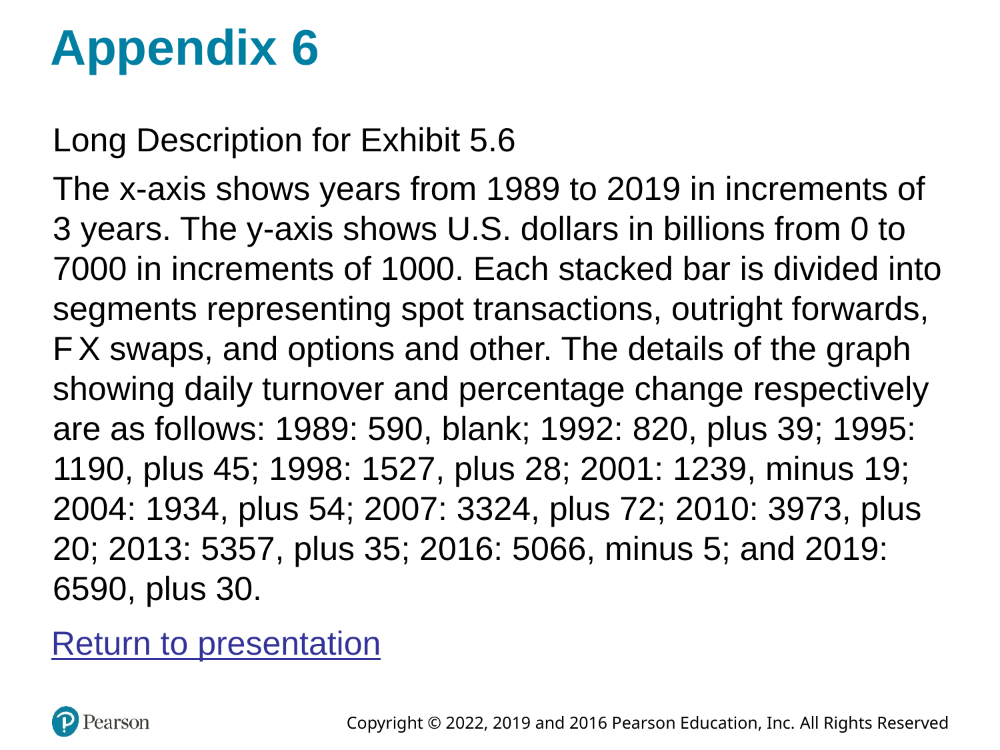 Appendix 6
Long Description for Exhibit 5.6
The x-axis shows years from 1989 to 2019 in increments of
3 years. The y-axis shows U.S. dollars in billions from 0 to
7000 in increments of 1000. Each stacked bar is divided into
segments representing spot transactions, outright forwards,
F X swaps, and options and other. The details of the graph
showing daily turnover and percentage change respectively
are as follows: 1989: 590, blank; 1992: 820, plus 39; 1995:
1190, plus 45; 1998: 1527, plus 28; 2001: 1239, minus 19;
2004: 1934, plus 54; 2007: 3324, plus 72; 2010: 3973, plus
20; 2013: 5357, plus 35; 2016: 5066, minus 5; and 2019:
6590, plus 30.
Return to presentation
P Pearson
Copyright © 2022, 2019 and 2016 Pearson Education, Inc. All Rights Reserved